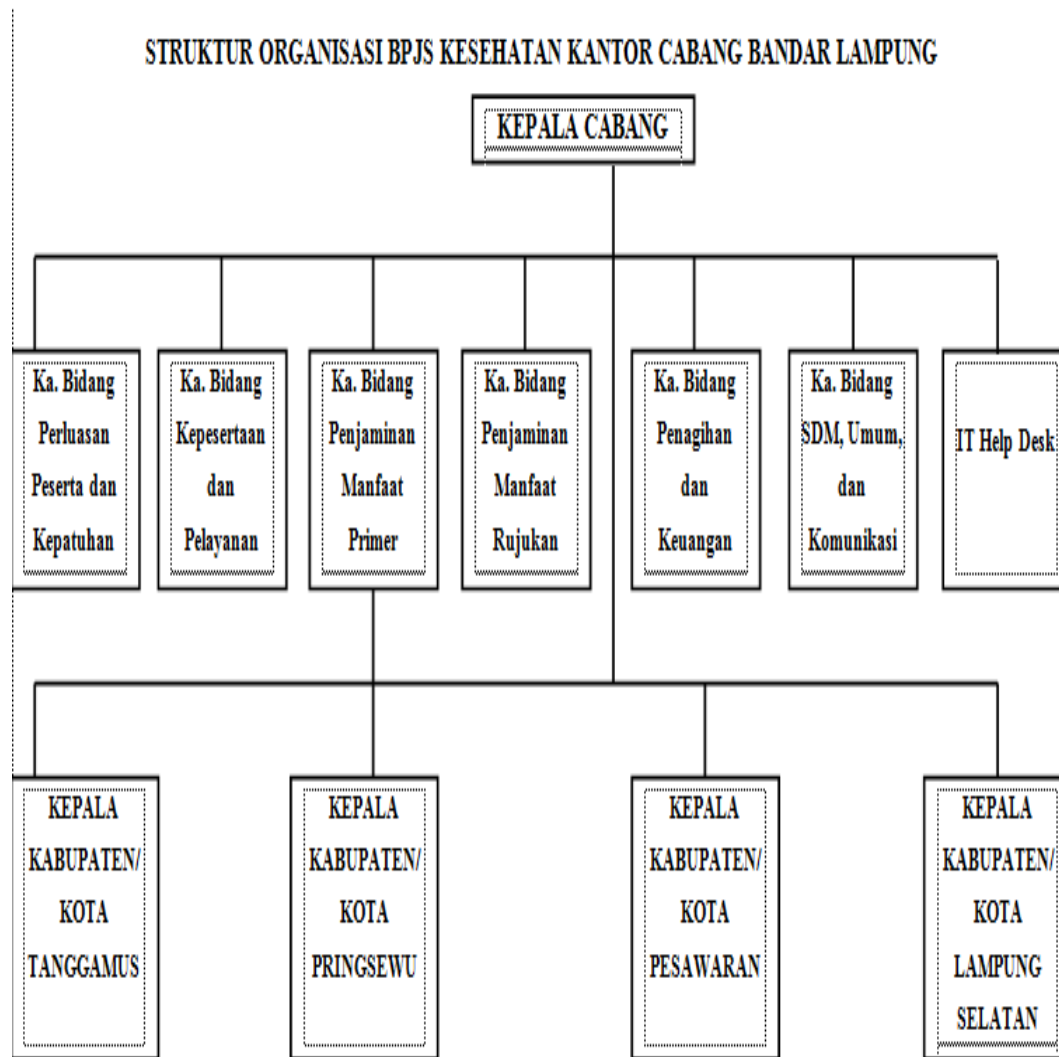 STRUKTUR ORGANISASI BPJS KESEHATAN KANTOR CABANG BANDAR LAMPUNG
KEPALA CABANG
Ka. Bidang
Perluasan
Peserta dan
Kepatuhan
Ka. Bidang
Kepesertaan
dan
Pelayanan
Ka. Bidang
Penjaminan
Manfaat
Primer
Ka. Bidang
Penjaminan
Manfaat
Rujukan
Ka. Bidang
Penagihan
dan
Keuangan
Ka. Bidang
SDM, Umum,
dan
Komunikasi
IT Help Desk
KEPALA
KABUPATEN/
KOTA
TANGGAMUS
KEPALA
KABUPATEN/
KOTA
PRINGSEWU
KEPALA
KABUPATEN/
KOTA
PESAWARAN
KEPALA
KABUPATEN/
KOTA
LAMPUNG
SELATAN